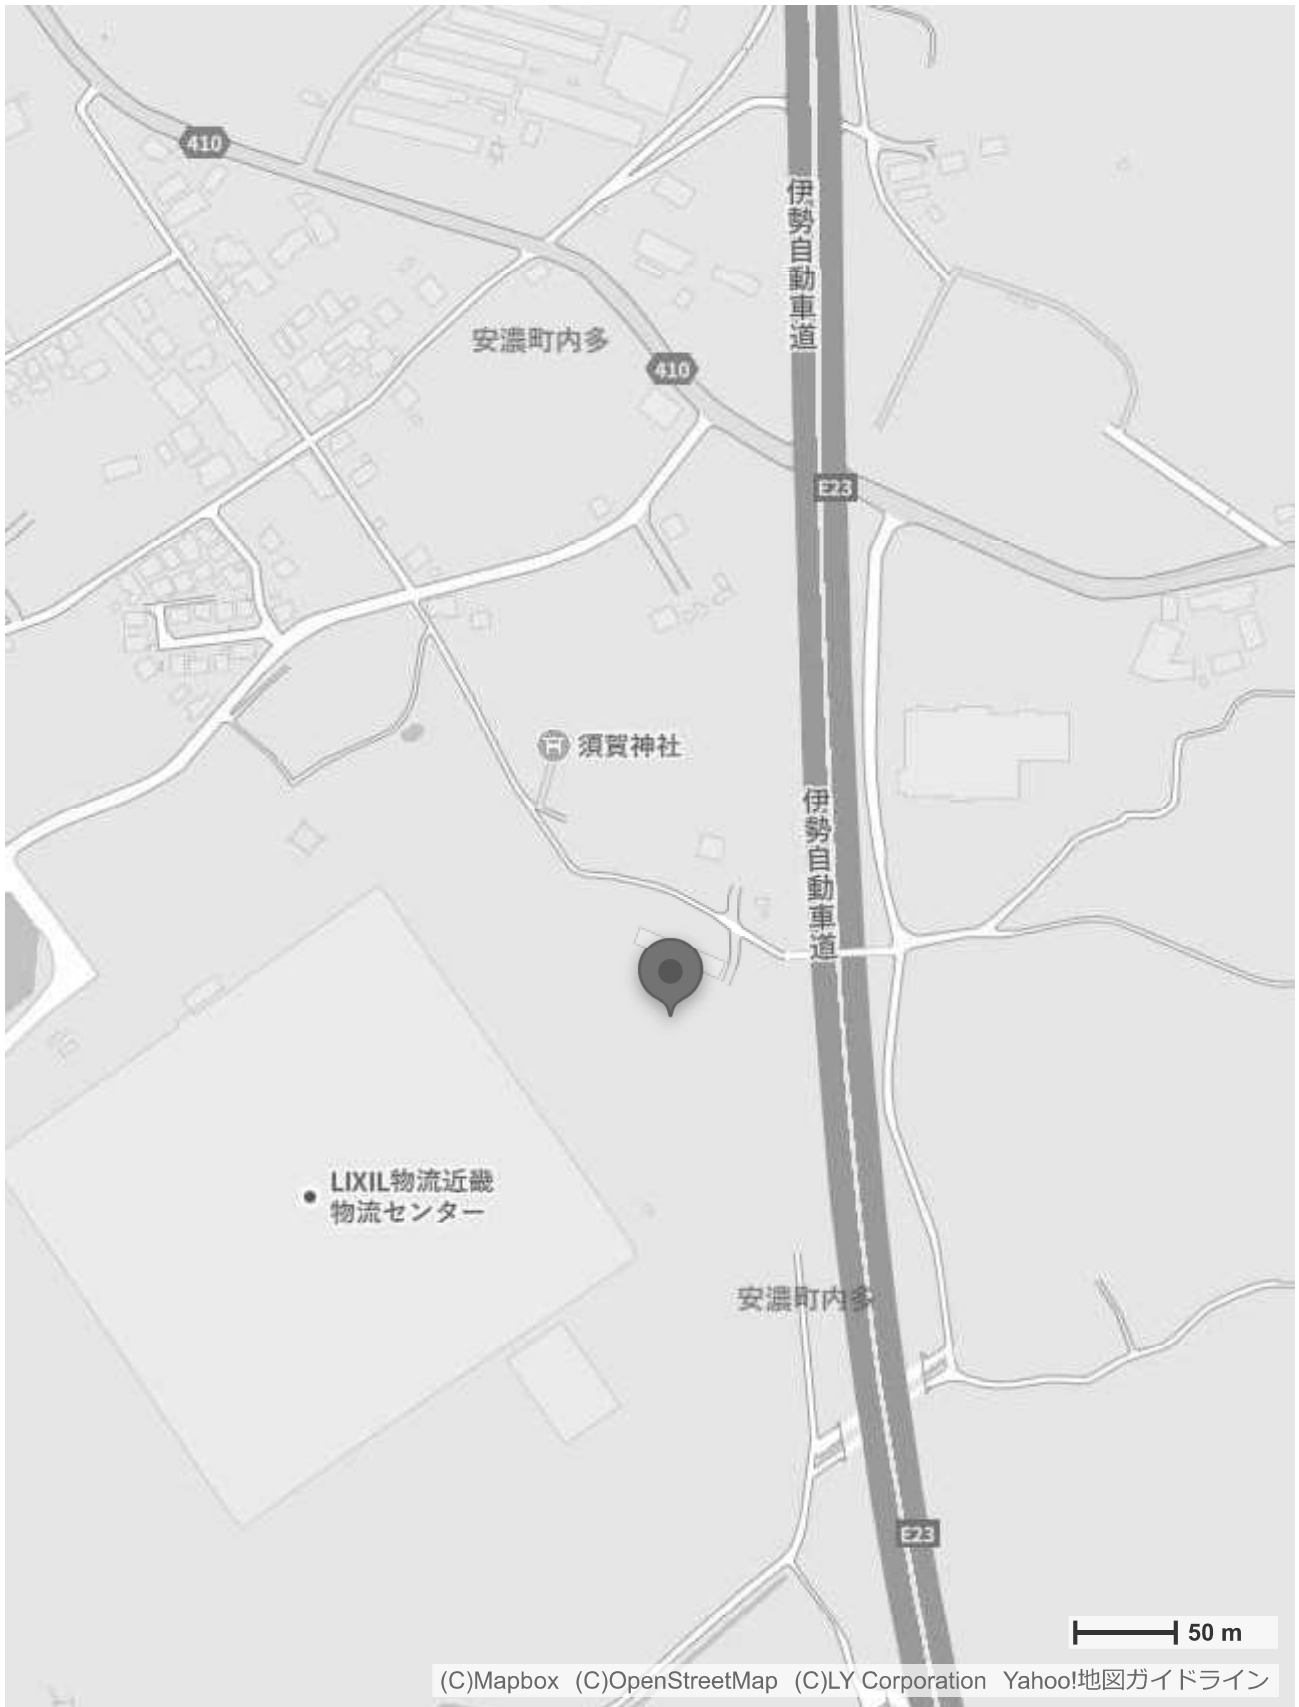 410
伊勢自動車道
安濃町内多
410
E23
須賀神社
伊勢自動車道
LIXIL物流近畿
物流センター
安濃町内多
E23
50 m
(C)Mapbox (C)OpenStreetMap (C)LY Corporation Yahoo!地図ガイドライン